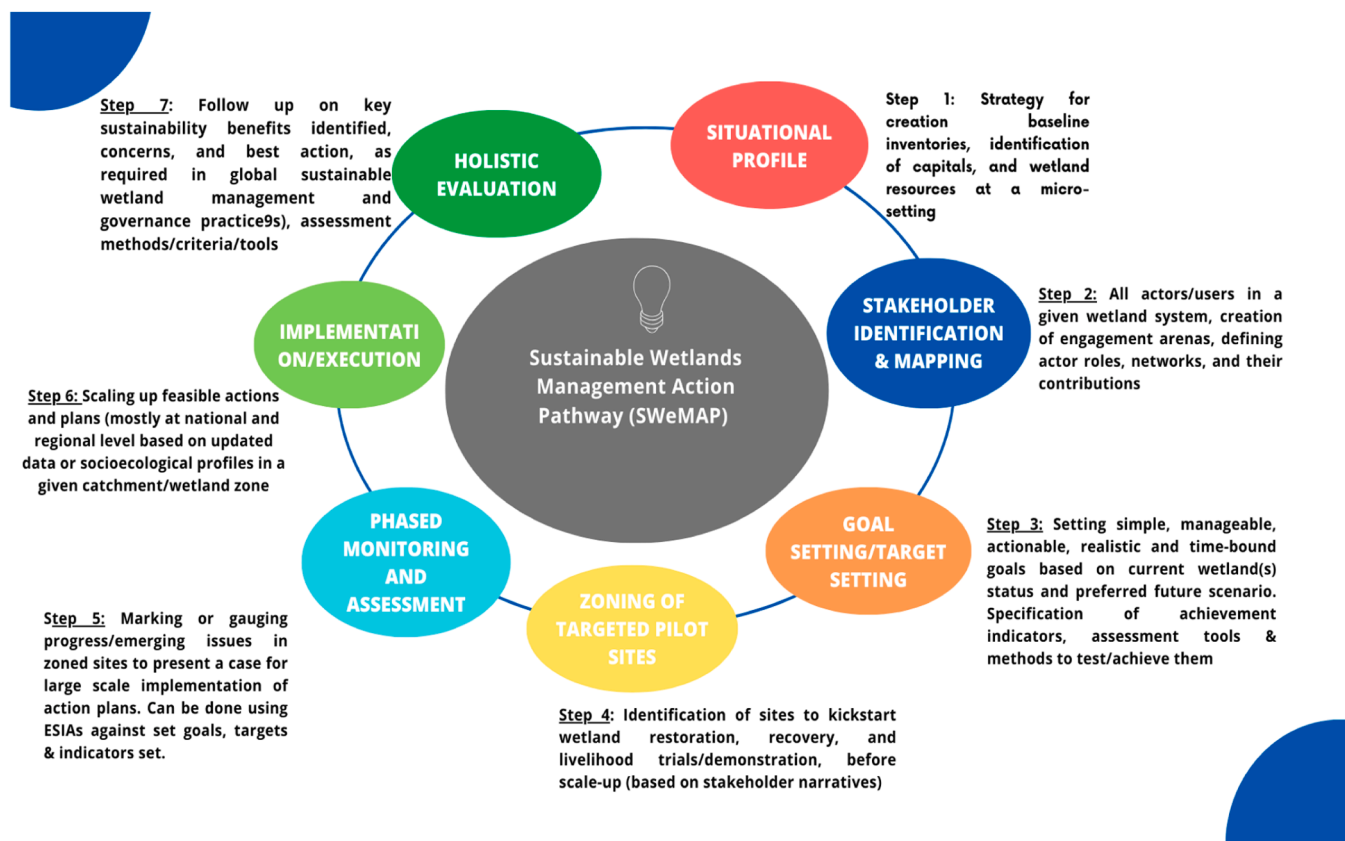 SITUATIONAL
PROFILE
Step 1: Strategy for
creation baseline
inventories, identification
of capitals, and wetland
resources at a micro-
setting
STAKEHOLDER
IDENTIFICATION
& MAPPING
Step 2: All actors/users in a
given wetland system, creation
of engagement arenas, defining
actor roles, networks, and their
contributions
GOAL
SETTING/TARGET
SETTING
Step 3: Setting simple, manageable,
actionable, realistic and time-bound
goals based on current wetland(s)
status and preferred future scenario.
Specification of achievement
indicators, assessment tools &
methods to test/achieve them
ZONING OF
TARGETED PILOT
SITES
Step 4: Identification of sites to kickstart
wetland restoration, recovery, and
livelihood trials/demonstration, before
scale-up (based on stakeholder narratives)
PHASED
MONITORING
AND
ASSESSMENT
Step 5: Marking or gauging
progress/emerging issues in
zoned sites to present a case for
large scale implementation of
action plans. Can be done using
ESIAs against set goals, targets
& indicators set.
IMPLEMENTATI
ON/EXECUTION
Step 6: Scaling up feasible actions
and plans (mostly at national and
regional level based on updated
data or socioecological profiles in a
given catchment/wetland zone
HOLISTIC
EVALUATION
Step 7: Follow up on key
sustainability benefits identified,
concerns, and best action, as
required in global sustainable
wetland management and
governance practice9s), assessment
methods/criteria/tools
Sustainable Wetlands
Management Action
Pathway (SWeMAP)